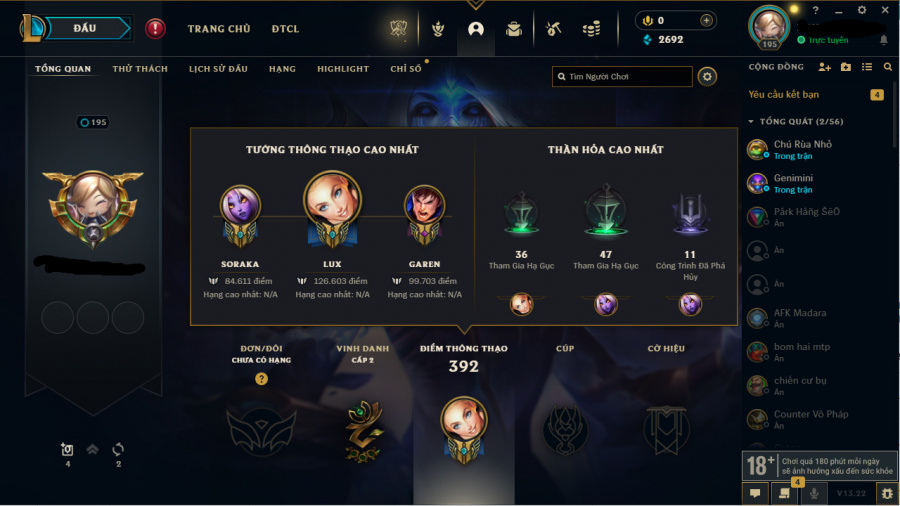 ĐẤU
TRANG CHỦ
ĐTCL
0
2692
195
Trực tuyến
TỔNG QUAN
THỬ THÁCH
LỊCH SỬ ĐẤU
HẠNG
HIGHLIGHT
CHỈ SỐ
Tìm Người Chơi
195
TƯỚNG THÔNG THẠO CAO NHẤT
SORAKA
84.611 điểm
Hạng cao nhất: N/A
LUX
126.603 điểm
Hạng cao nhất: N/A
GAREN
99.703 điểm
Hạng cao nhất: N/A
THẦN HỎA CAO NHẤT
36
Tham Gia Hạ Gục
47
Tham Gia Hạ Gục
11
Công Trình Đã Phá
Hủy
ĐƠN/ĐÔI
CHƯA CÓ HẠNG
?
VINH DANH
CẤP 2
ĐIỂM THÔNG THẠO
392
CÚP
CỜ HIỆU
4
2
CỘNG ĐỒNG
Yêu cầu kết bạn
4
TỔNG QUÁT (2/56)
Chú Rùa Nhỏ
Trong trận
Genimini
Trong trận
Pảrk Hãng ŠëÖ
Ẩn
Ẩn
Ẩn
AFK Madara
Ẩn
bom hai mtp
Ẩn
chiến cư bụ
Ẩn
Counter Vô Pháp
Ẩn
18+
Chơi quá 180 phút mỗi ngày
sẽ ảnh hưởng xấu đến sức khỏe
4
V13.22